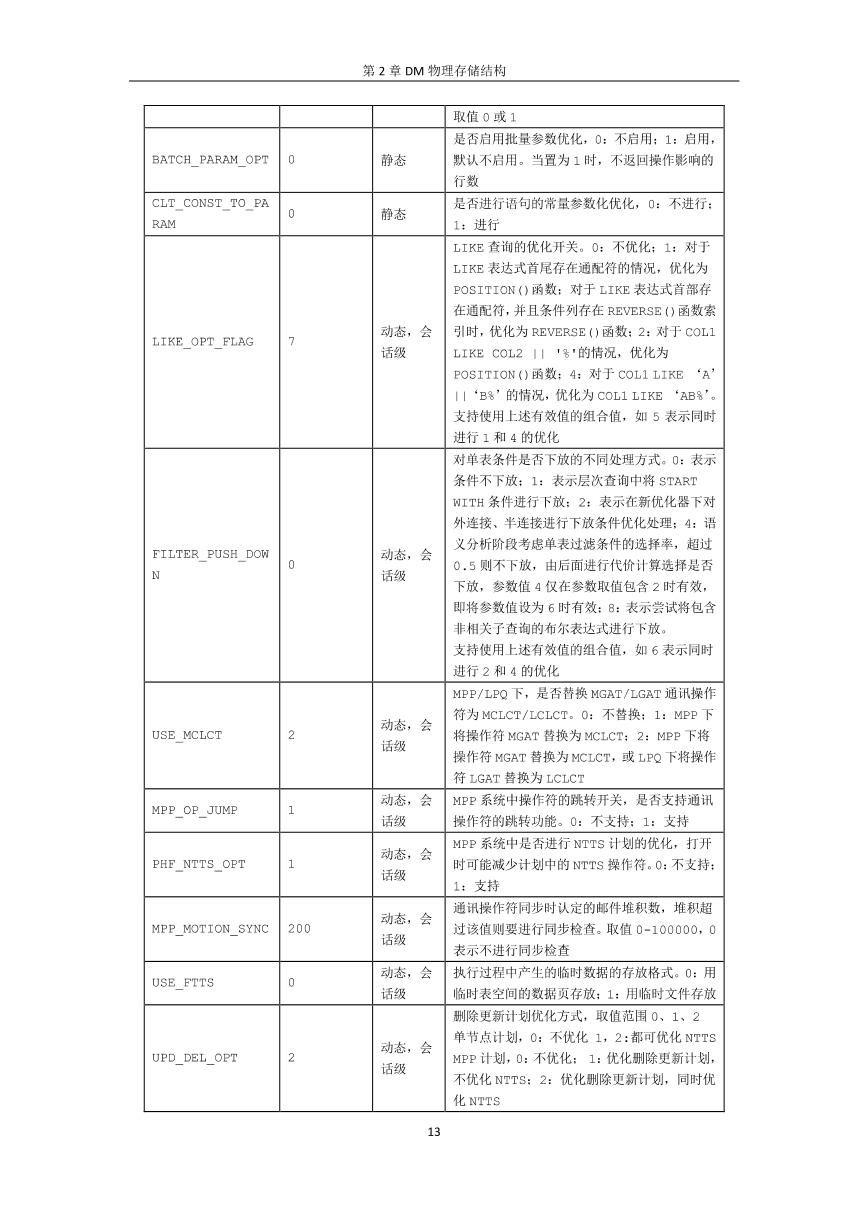 第 2 章 DM 物理存储结构
取值 0 或 1
BATCH_PARAM_OPT 0 静态
是否启用批量参数优化，0：不启用；1：启用，
默认不启用。当置为 1 时，不返回操作影响的
行数
CLT_CONST_TO_PA
RAM
0 静态
是否进行语句的常量参数化优化，0：不进行；
1：进行
LIKE_OPT_FLAG 7
动态，会
话级
LIKE 查询的优化开关。0：不优化；1：对于
LIKE 表达式首尾存在通配符的情况，优化为
POSITION()函数；对于 LIKE 表达式首部存
在通配符，并且条件列存在 REVERSE()函数索
引时，优化为 REVERSE()函数；2：对于 COL1
LIKE COL2 || '%'的情况，优化为
POSITION()函数；4：对于 COL1 LIKE ‘A’
||‘B%’的情况，优化为 COL1 LIKE ‘AB%’。
支持使用上述有效值的组合值，如 5 表示同时
进行 1 和 4 的优化
FILTER_PUSH_DOW
N
0
动态，会
话级
对单表条件是否下放的不同处理方式。0：表示
条件不下放；1：表示层次查询中将 START
WITH 条件进行下放；2：表示在新优化器下对
外连接、半连接进行下放条件优化处理；4：语
义分析阶段考虑单表过滤条件的选择率，超过
0.5 则不下放，由后面进行代价计算选择是否
下放，参数值 4 仅在参数取值包含 2 时有效，
即将参数值设为 6 时有效；8：表示尝试将包含
非相关子查询的布尔表达式进行下放。
支持使用上述有效值的组合值，如 6 表示同时
进行 2 和 4 的优化
USE_MCLCT 2
动态，会
话级
MPP/LPQ 下，是否替换 MGAT/LGAT 通讯操作
符为 MCLCT/LCLCT。0：不替换；1：MPP 下
将操作符 MGAT 替换为 MCLCT；2：MPP 下将
操作符 MGAT 替换为 MCLCT，或 LPQ 下将操作
符 LGAT 替换为 LCLCT
MPP_OP_JUMP 1
动态，会
话级
MPP 系统中操作符的跳转开关，是否支持通讯
操作符的跳转功能。0：不支持；1：支持
PHF_NTTS_OPT 1
动态，会
话级
MPP 系统中是否进行 NTTS 计划的优化，打开
时可能减少计划中的 NTTS 操作符。0：不支持；
1：支持
MPP_MOTION_SYNC 200
动态，会
话级
通讯操作符同步时认定的邮件堆积数，堆积超
过该值则要进行同步检查。取值 0-100000，0
表示不进行同步检查
USE_FTTS 0
动态，会
话级
执行过程中产生的临时数据的存放格式。0：用
临时表空间的数据页存放；1：用临时文件存放
UPD_DEL_OPT 2
动态，会
话级
删除更新计划优化方式，取值范围 0、1、2
单节点计划，0：不优化 1，2:都可优化 NTTS
MPP 计划，0：不优化； 1：优化删除更新计划，
不优化 NTTS；2：优化删除更新计划，同时优
化 NTTS
13